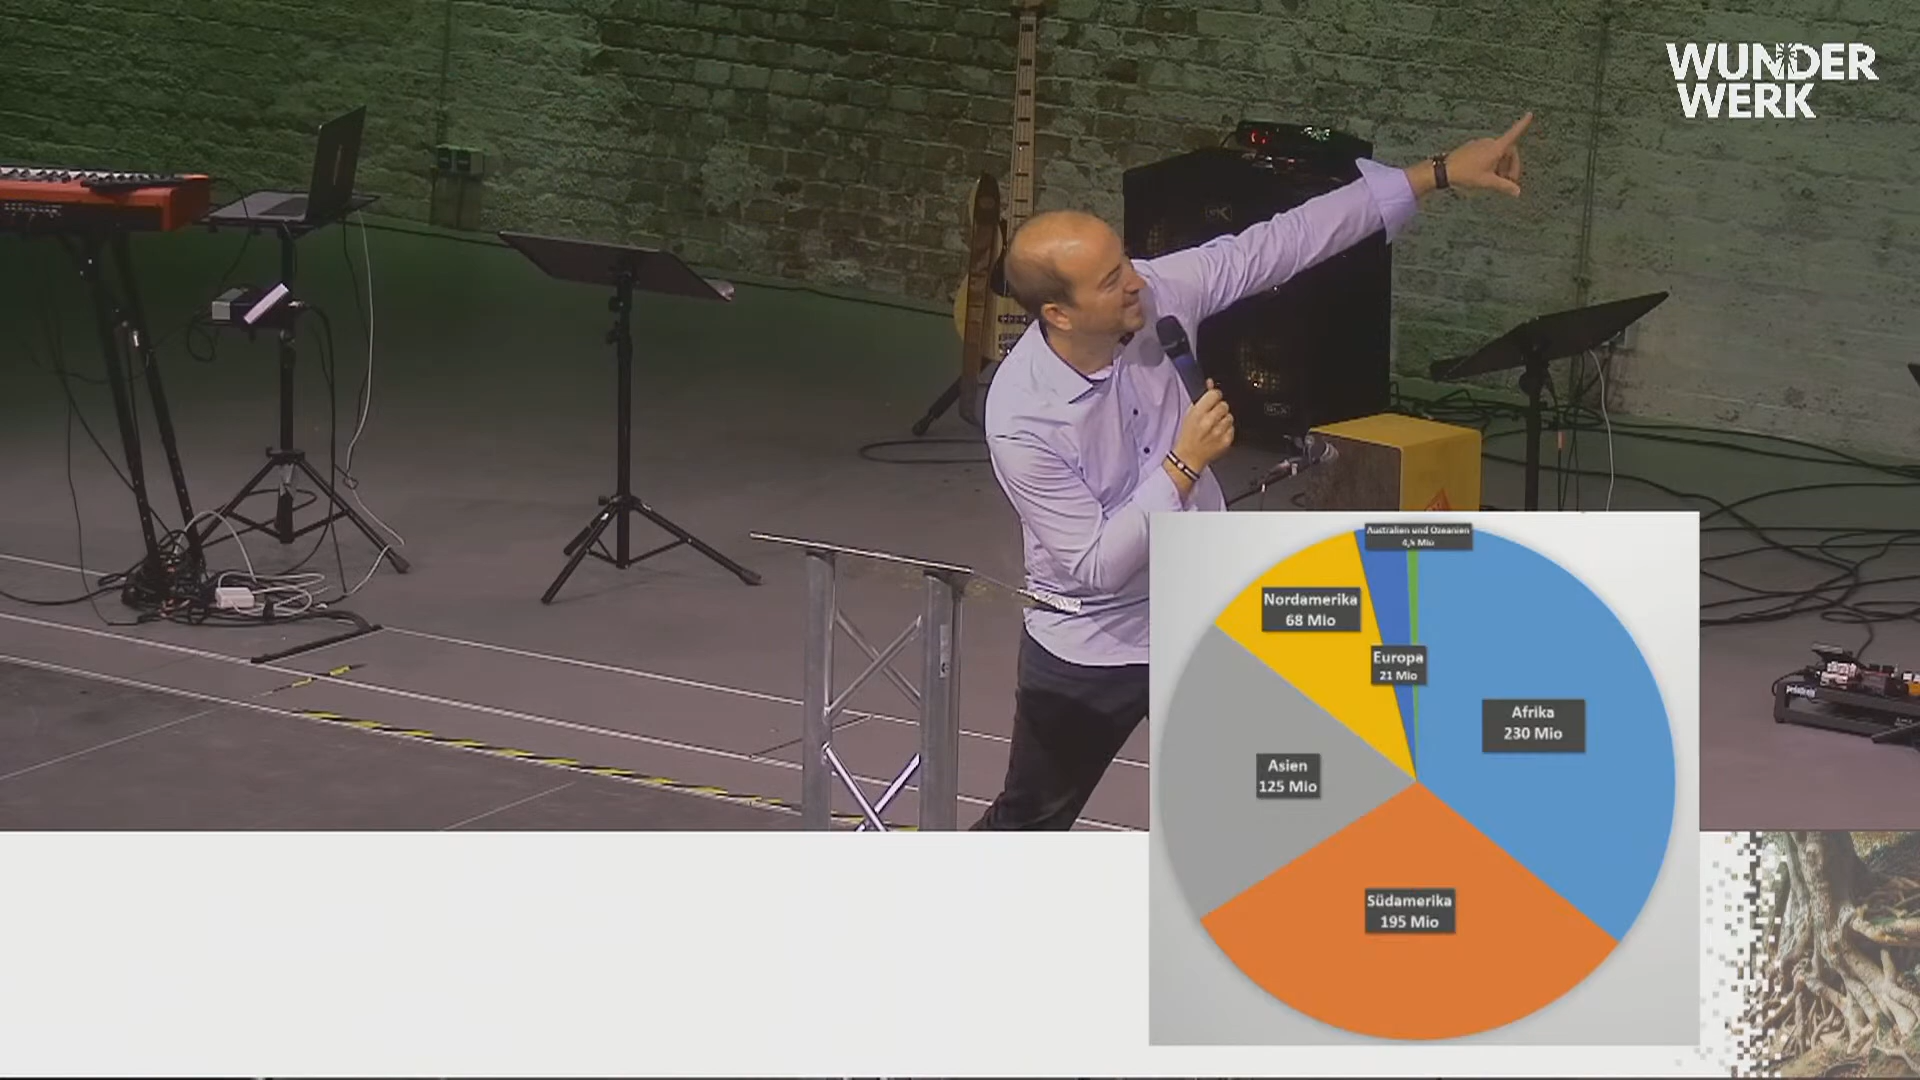 WUNDER
WERK
Australien und Ozeanien
4,4 Mio
Nordamerika
68 Mio
Europa
21 Mio
Afrika
230 Mio
Asien
125 Mio
Südamerika
195 Mio